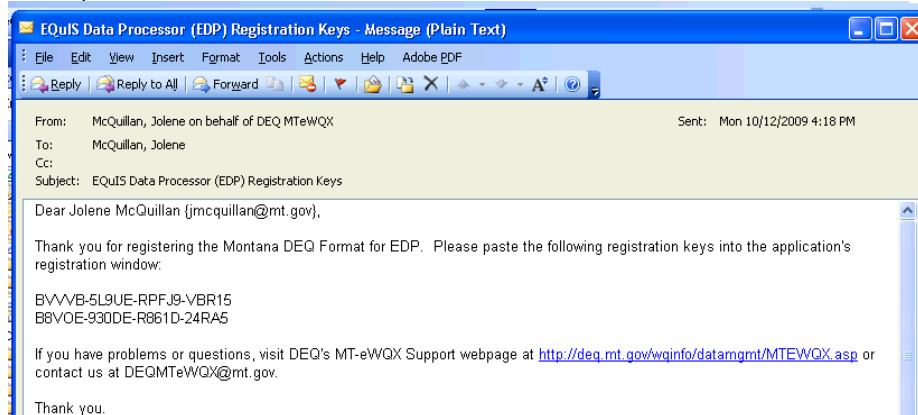 EQuIS Data Processor (EDP) Registration Keys - Message (Plain Text)
File Edit View Insert Format Tools Actions Help Adobe PDF
Reply Reply to All Forward
From: McQuillan, Jolene on behalf of DEQ MTeWQX Sent: Mon 10/12/2009 4:18 PM
To: McQuillan, Jolene
Cc:
Subject: EQuIS Data Processor (EDP) Registration Keys
Dear Jolene McQuillan {jmcquillan@mt.gov},
Thank you for registering the Montana DEQ Format for EDP. Please paste the following registration keys into the application's
registration window:
BVVVB-5L9UE-RPFJ9-VBR15
B8VOE-930DE-R861D-24RA5
If you have problems or questions, visit DEQ's MT-eWQX Support webpage at http://deq.mt.gov/wqinfo/datamgmt/MTEWQX.asp or
contact us at DEQMTeWQX@mt.gov.
Thank you.